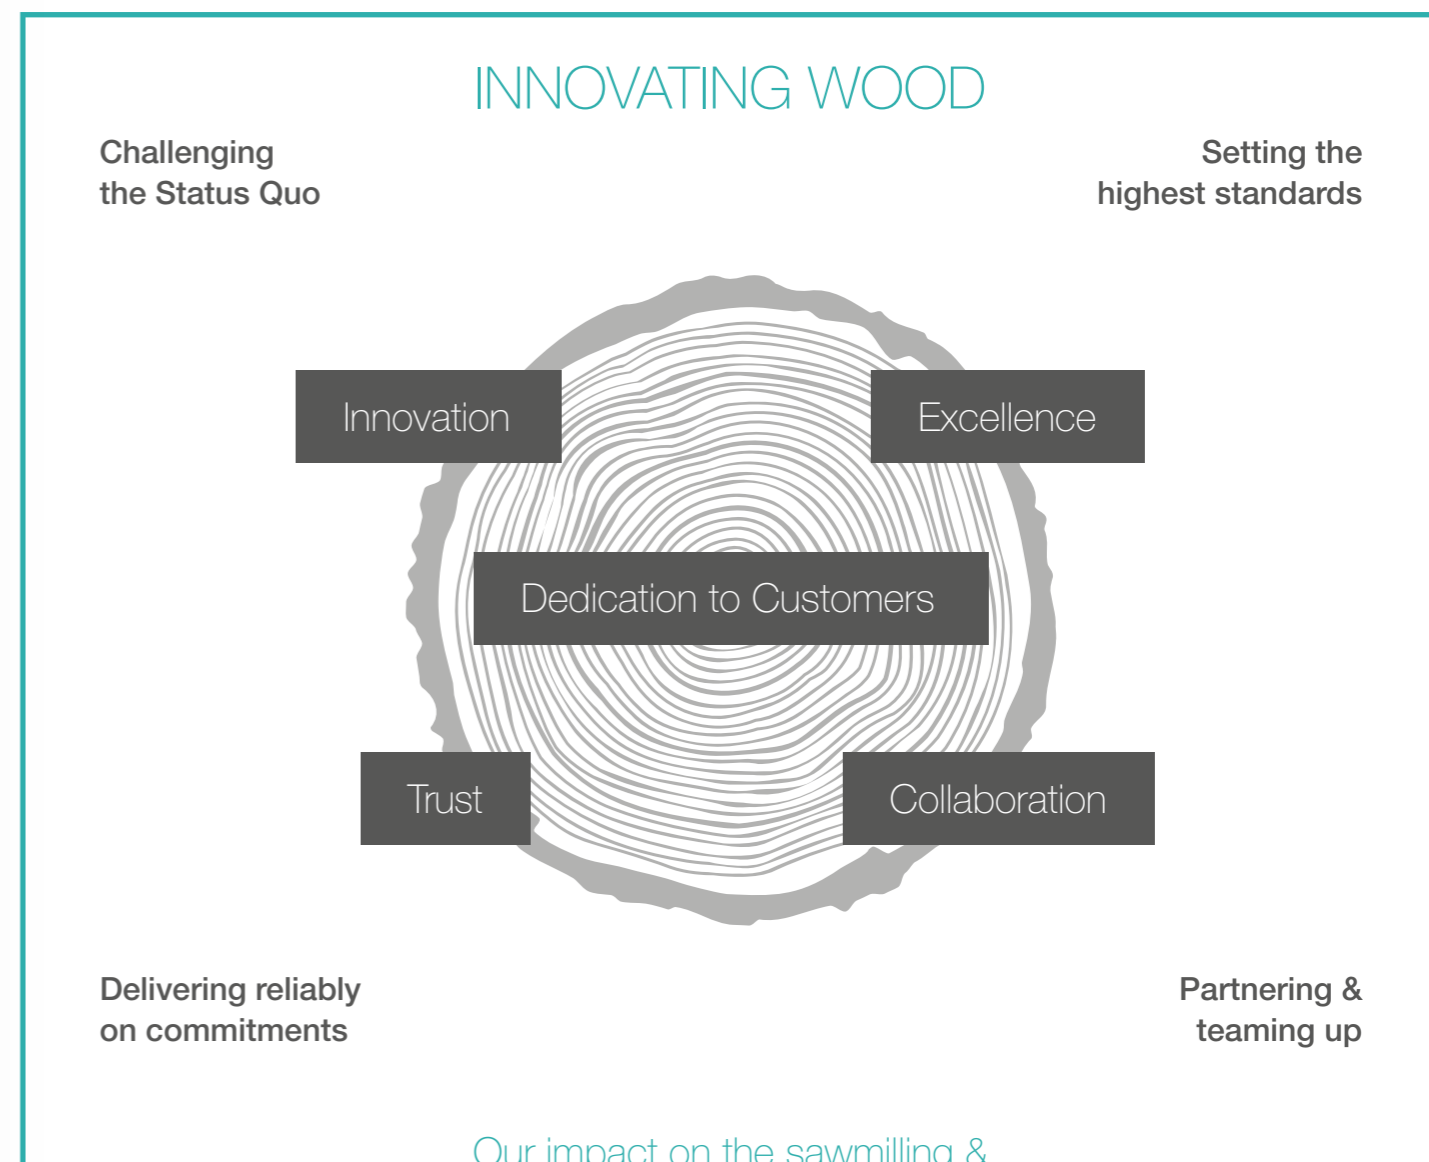 INNOVATING WOOD
Challenging
the Status Quo
Setting the
highest standards
Innovation
Excellence
Dedication to Customers
Trust
Collaboration
Delivering reliably
on commitments
Partnering &
teaming up
Our impact on the sawmilling &